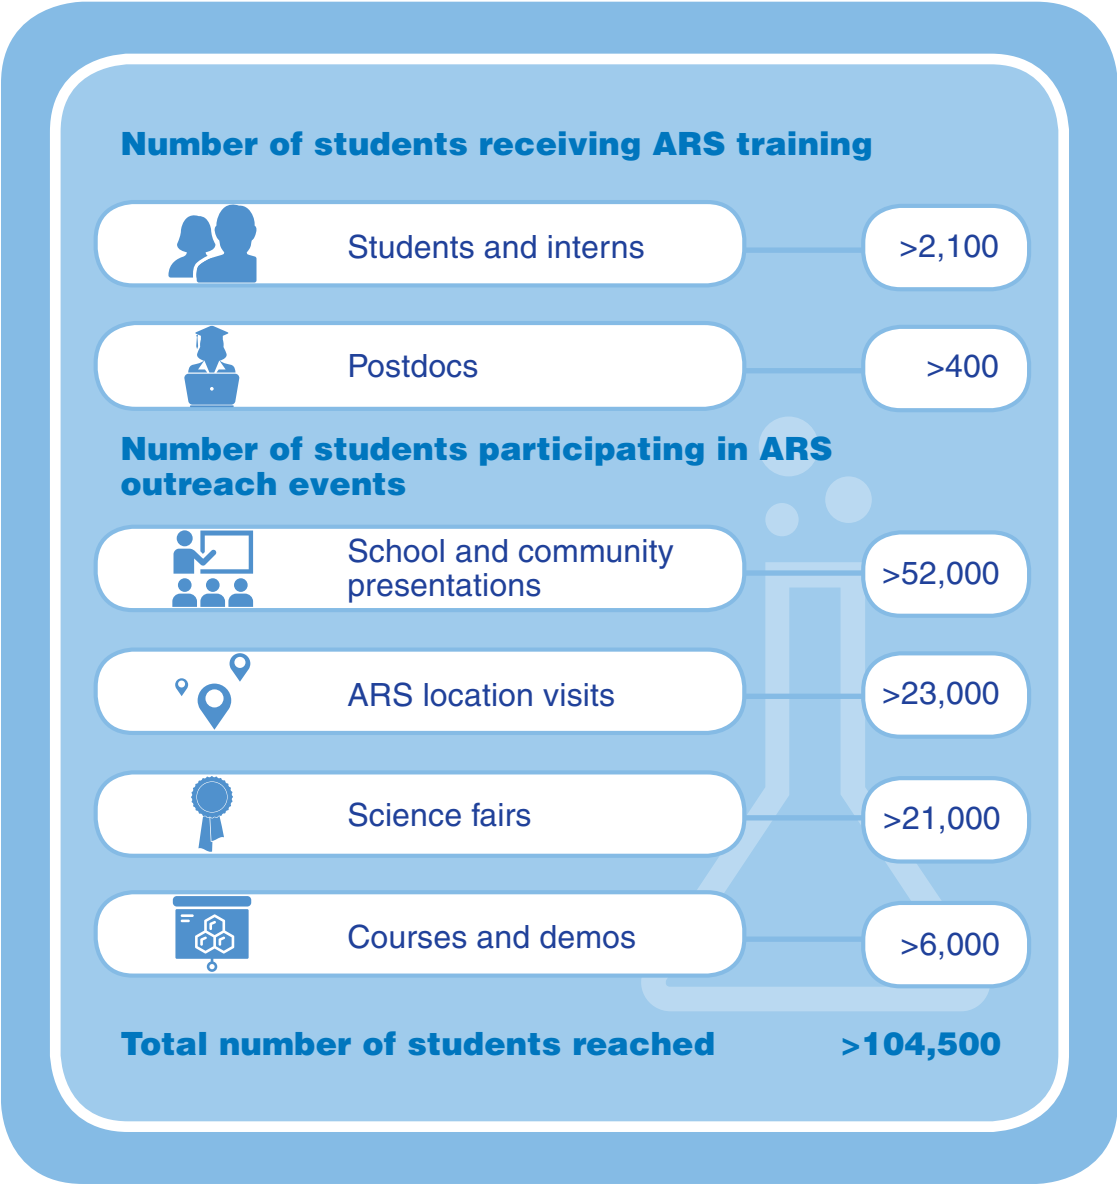 Number of students receiving ARS training
Students and interns
>2,100
Postdocs
>400
Number of students participating in ARS
outreach events
School and community
presentations
>52,000
ARS location visits
>23,000
Science fairs
>21,000
Courses and demos
>6,000
Total number of students reached
>104,500